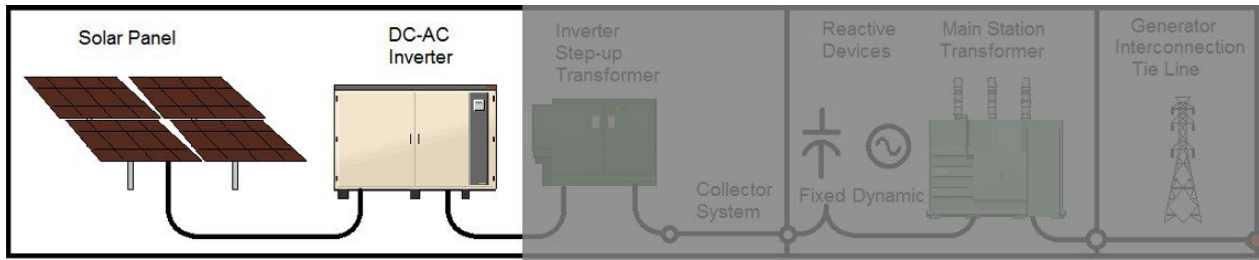 Solar Panel
DC-AC
Inverter
Inverter
Step-up
Transformer
Collector
System
Reactive
Devices
Fixed Dynamic
Main Station
Transformer
Generator
Interconnection
Tie Line